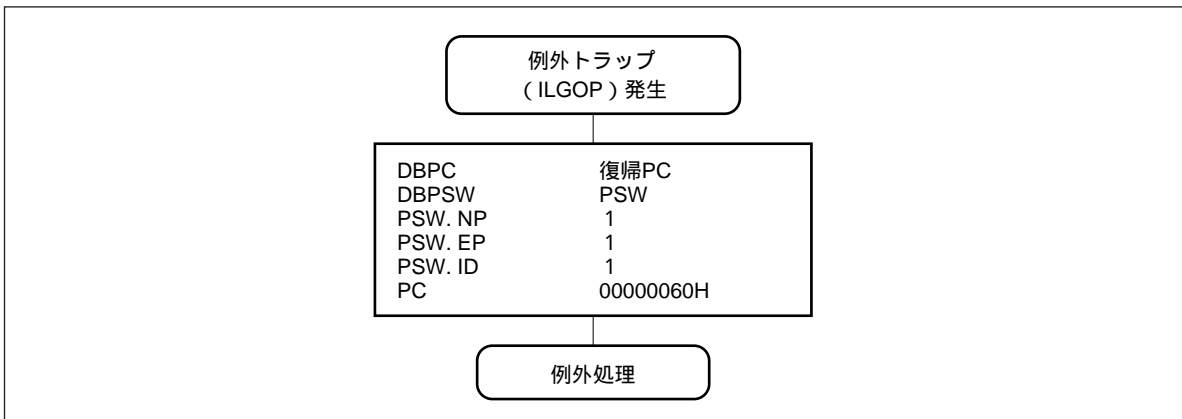 例外トラップ
（ILGOP）発生
DBPC 復帰PC
DBPSW PSW
PSW. NP 1
PSW. EP 1
PSW. ID 1
PC 00000060H
例外処理